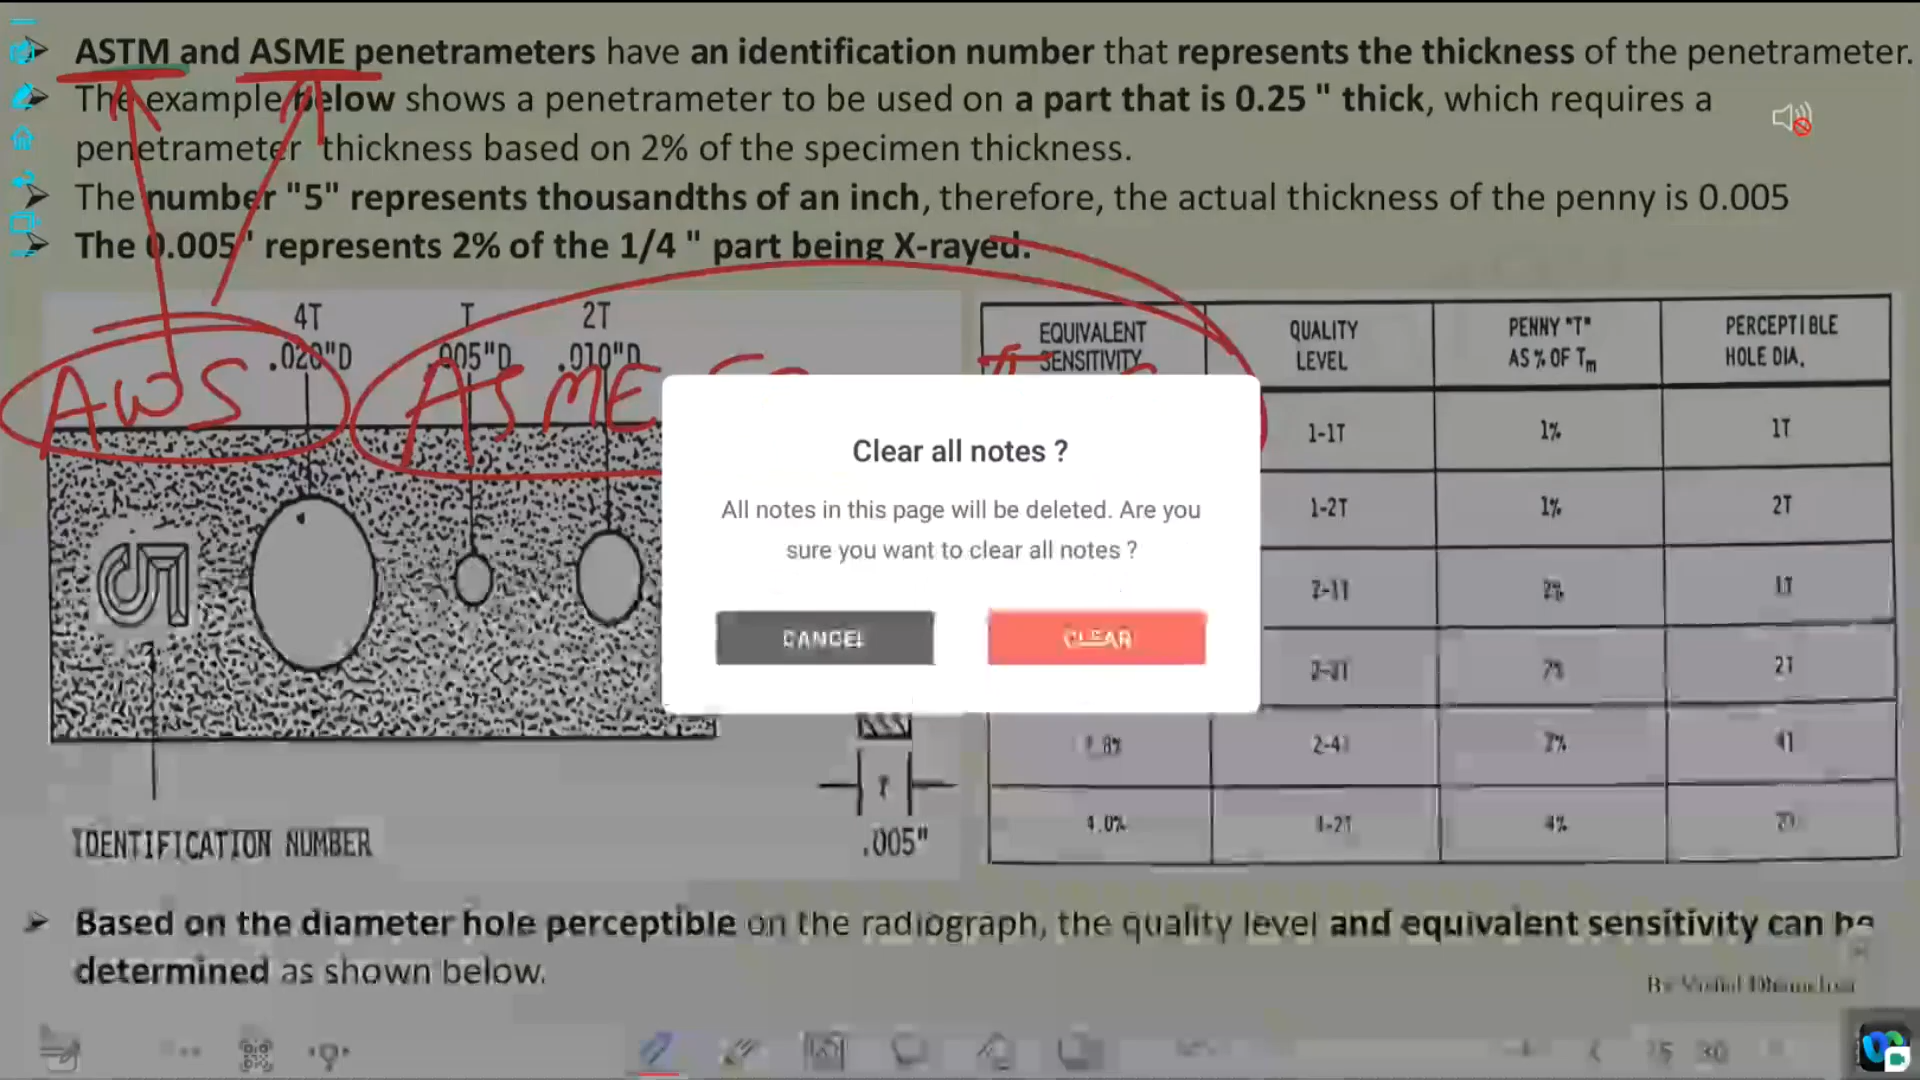 ASTM and ASME penetrameters have an identification number that represents the thickness of the penetrameter.
The example below shows a penetrameter to be used on a part that is 0.25 " thick, which requires a
penetrameter thickness based on 2% of the specimen thickness.
The number "5" represents thousandths of an inch, therefore, the actual thickness of the penny is 0.005
The 0.005" represents 2% of the 1/4 " part being X-rayed.
4T T 2T
.020"D .005"D .010"D
AWS ASME
5
IDENTIFICATION NUMBER
T
.005"
EQUIVALENT SENSITIVITY QUALITY LEVEL PENNY "T" AS % OF Tm PERCEPTIBLE HOLE DIA.
1-1T 1% 1T
1-2T 1% 2T
2-1T 2% 1T
2-2T 2% 2T
2.8% 2-4T 2% 4T
4.0% 4-2T 4% 2T
Clear all notes ?
All notes in this page will be deleted. Are you
sure you want to clear all notes ?
CANCEL CLEAR
Based on the diameter hole perceptible on the radiograph, the quality level and equivalent sensitivity can be
determined as shown below.
30